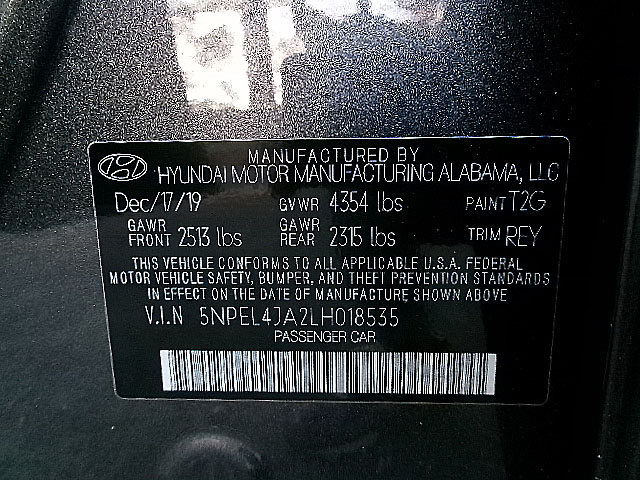 MANUFACTURED BY
HYUNDAI MOTOR MANUFACTURING ALABAMA, LLC
Dec/17/19 GVWR 4354 lbs PAINT T2G
GAWR FRONT 2513 lbs GAWR REAR 2315 lbs TRIM REY
THIS VEHICLE CONFORMS TO ALL APPLICABLE U.S.A. FEDERAL
MOTOR VEHICLE SAFETY, BUMPER, AND THEFT PREVENTION STANDARDS
IN EFFECT ON THE DATE OF MANUFACTURE SHOWN ABOVE
V.I.N 5NPEL4JA2LH018535
PASSENGER CAR